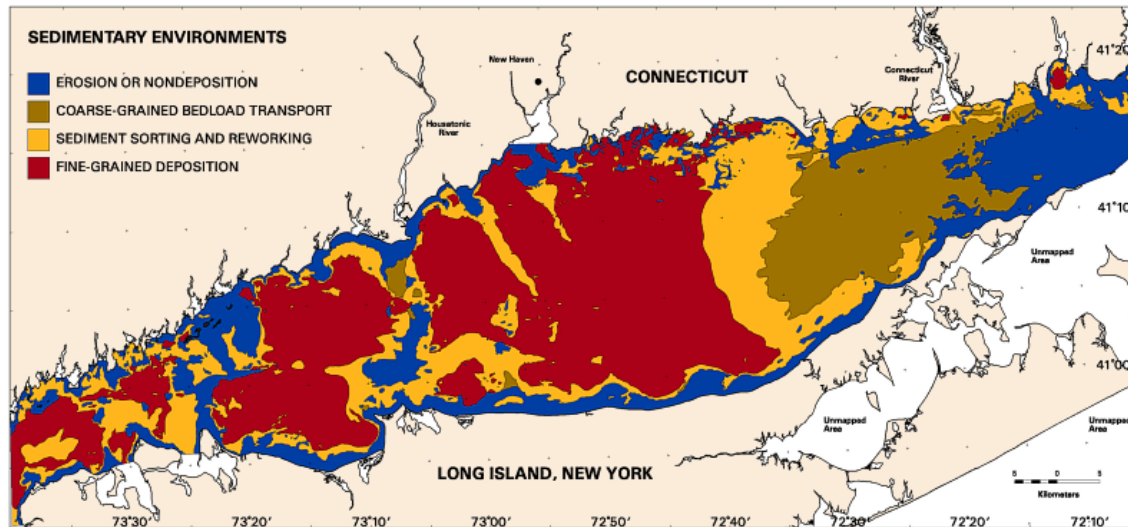 SEDIMENTARY ENVIRONMENTS
EROSION OR NONDEPOSITION
COARSE-GRAINED BEDLOAD TRANSPORT
SEDIMENT SORTING AND REWORKING
FINE-GRAINED DEPOSITION
New Haven
CONNECTICUT
Connecticut
River
Housatonic
River
41°20
41°10
41°00
Unmapped
Area
Unmapped
Area
Unmapped
Area
LONG ISLAND, NEW YORK
5 0 5
Kilometers
73°30'
73°20'
73°10'
73°00'
72°50'
72°40'
72°30'
72°20'
72°10'